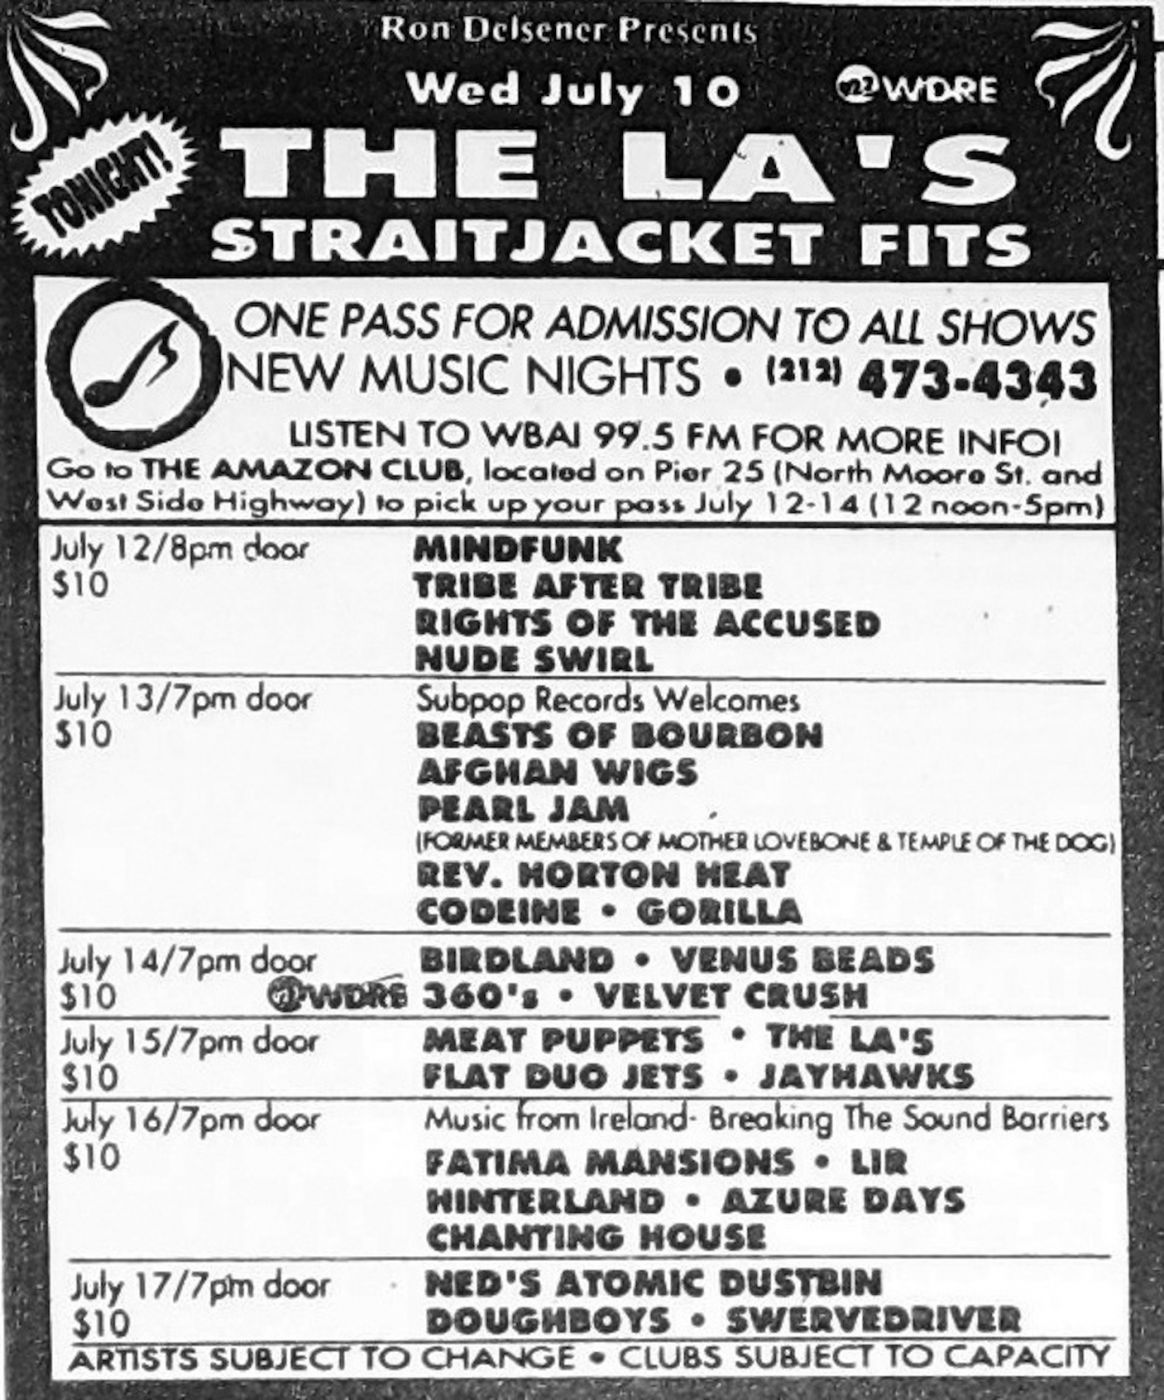 Ron Delsener Presents
Wed July 10
WDRE
TONIGHT!
THE LA'S
STRAITJACKET FITS
ONE PASS FOR ADMISSION TO ALL SHOWS
NEW MUSIC NIGHTS • (212) 473-4343
LISTEN TO WBAI 99.5 FM FOR MORE INFO!
Go to THE AMAZON CLUB, located on Pier 25 (North Moore St. and
West Side Highway) to pick up your pass July 12-14 (12 noon-5pm)
July 12/8pm door MINDFUNK
$10 TRIBE AFTER TRIBE
RIGHTS OF THE ACCUSED
NUDE SWIRL
July 13/7pm door Subpop Records Welcomes
$10 BEASTS OF BOURBON
AFGHAN WIGS
PEARL JAM
(FORMER MEMBERS OF MOTHER LOVEBONE & TEMPLE OF THE DOG)
REV. HORTON HEAT
CODEINE • GORILLA
July 14/7pm door BIRDLAND • VENUS BEADS
$10 WDRE 360's • VELVET CRUSH
July 15/7pm door MEAT PUPPETS • THE LA'S
$10 FLAT DUO JETS • JAYHAWKS
July 16/7pm door Music from Ireland- Breaking The Sound Barriers
$10 FATIMA MANSIONS • LIR
HINTERLAND • AZURE DAYS
CHANTING HOUSE
July 17/7pm door NED'S ATOMIC DUSTBIN
$10 DOUGHBOYS • SWERVEDRIVER
ARTISTS SUBJECT TO CHANGE • CLUBS SUBJECT TO CAPACITY